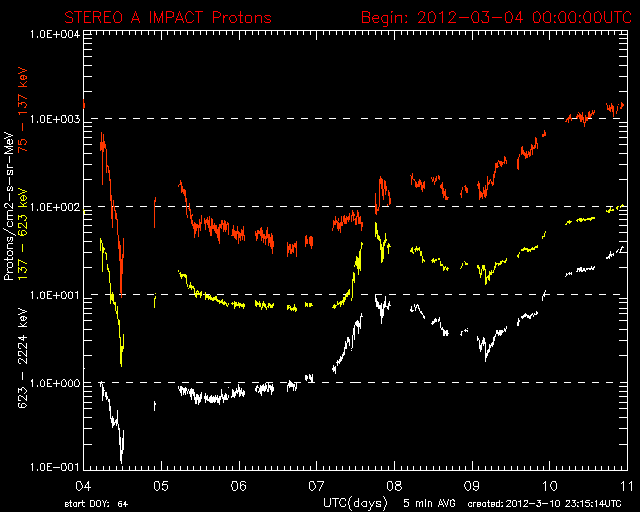 STEREO A IMPACT Protons Begin: 2012-03-04 00:00:00UTC
1.0E+004
1.0E+003
1.0E+002
1.0E+001
1.0E+000
1.0E-001
Protons/cm2-s-sr-MeV
75 - 137 keV
137 - 623 keV
623 - 2224 keV
04 05 06 07 08 09 10 11
start DOY: 64 UTC(days) 5 min AVG created:2012-3-10 23:15:14UTC